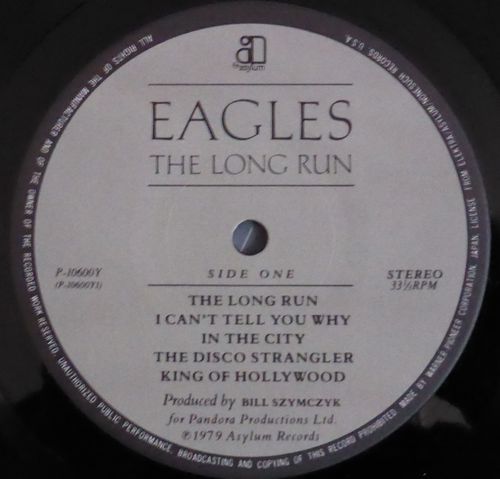 asylum
EAGLES
THE LONG RUN
P-10600Y
(P-10600Y1)
SIDE ONE
STEREO
33⅓RPM
THE LONG RUN
I CAN'T TELL YOU WHY
IN THE CITY
THE DISCO STRANGLER
KING OF HOLLYWOOD
Produced by BILL SZYMCZYK
for Pandora Productions Ltd.
℗1979 Asylum Records
ALL RIGHTS OF THE MANUFACTURER AND OF THE OWNER OF THE RECORDED WORK RESERVED. UNAUTHORIZED PUBLIC PERFORMANCE, BROADCASTING AND COPYING OF THIS RECORD PROHIBITED. MADE BY WARNER PIONEER CORPORATION, JAPAN, LICENSE FROM ELEKTRA/ASYLUM/NONESUCH RECORDS, U.S.A.